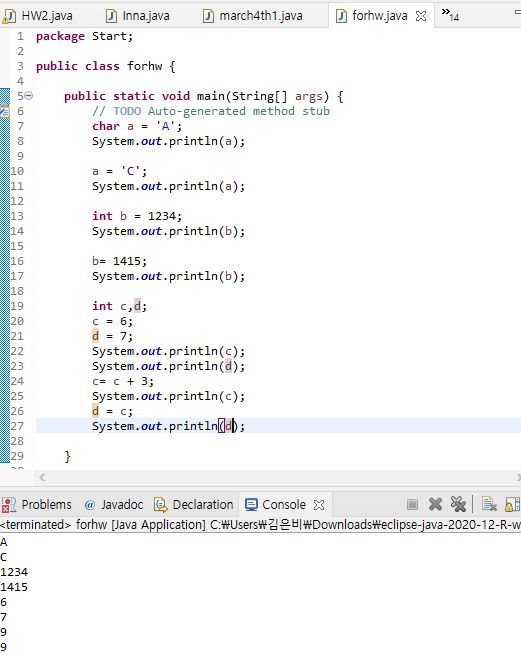 HW2.java Inna.java march4th1.java forhw.java »14
1 package Start;
2
3 public class forhw {
4
5 public static void main(String[] args) {
6 // TODO Auto-generated method stub
7 char a = 'A';
8 System.out.println(a);
9
10 a = 'C';
11 System.out.println(a);
12
13 int b = 1234;
14 System.out.println(b);
15
16 b= 1415;
17 System.out.println(b);
18
19 int c,d;
20 c = 6;
21 d = 7;
22 System.out.println(c);
23 System.out.println(d);
24 c= c + 3;
25 System.out.println(c);
26 d = c;
27 System.out.println(d);
28
29 }
Problems @ Javadoc Declaration Console
<terminated> forhw [Java Application] C:₩Users₩김은비₩Downloads₩eclipse-java-2020-12-R-w
A
C
1234
1415
6
7
9
9